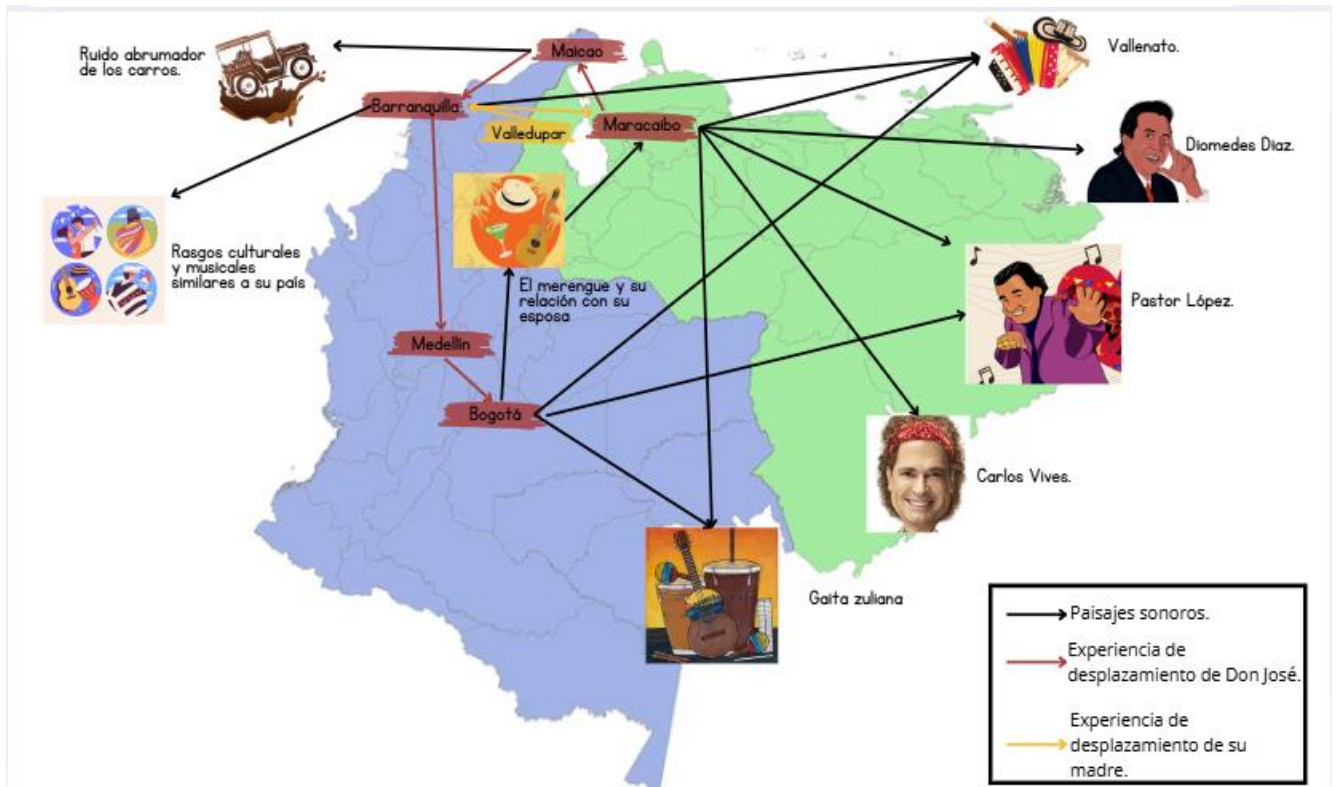 Ruido abrumador
de los carros.
Maicao
Vallenato.
Barranquilla
Valledupar
Maracaibo
Diomedes Diaz.
Rasgos culturales
y musicales
similares a su país
El merengue y su
relación con su
esposa
Pastor López.
Medellín
Bogotá
Carlos Vives.
Gaita zuliana
Paisajes sonoros.
Experiencia de
desplazamiento de Don José.
Experiencia de
desplazamiento de su
madre.